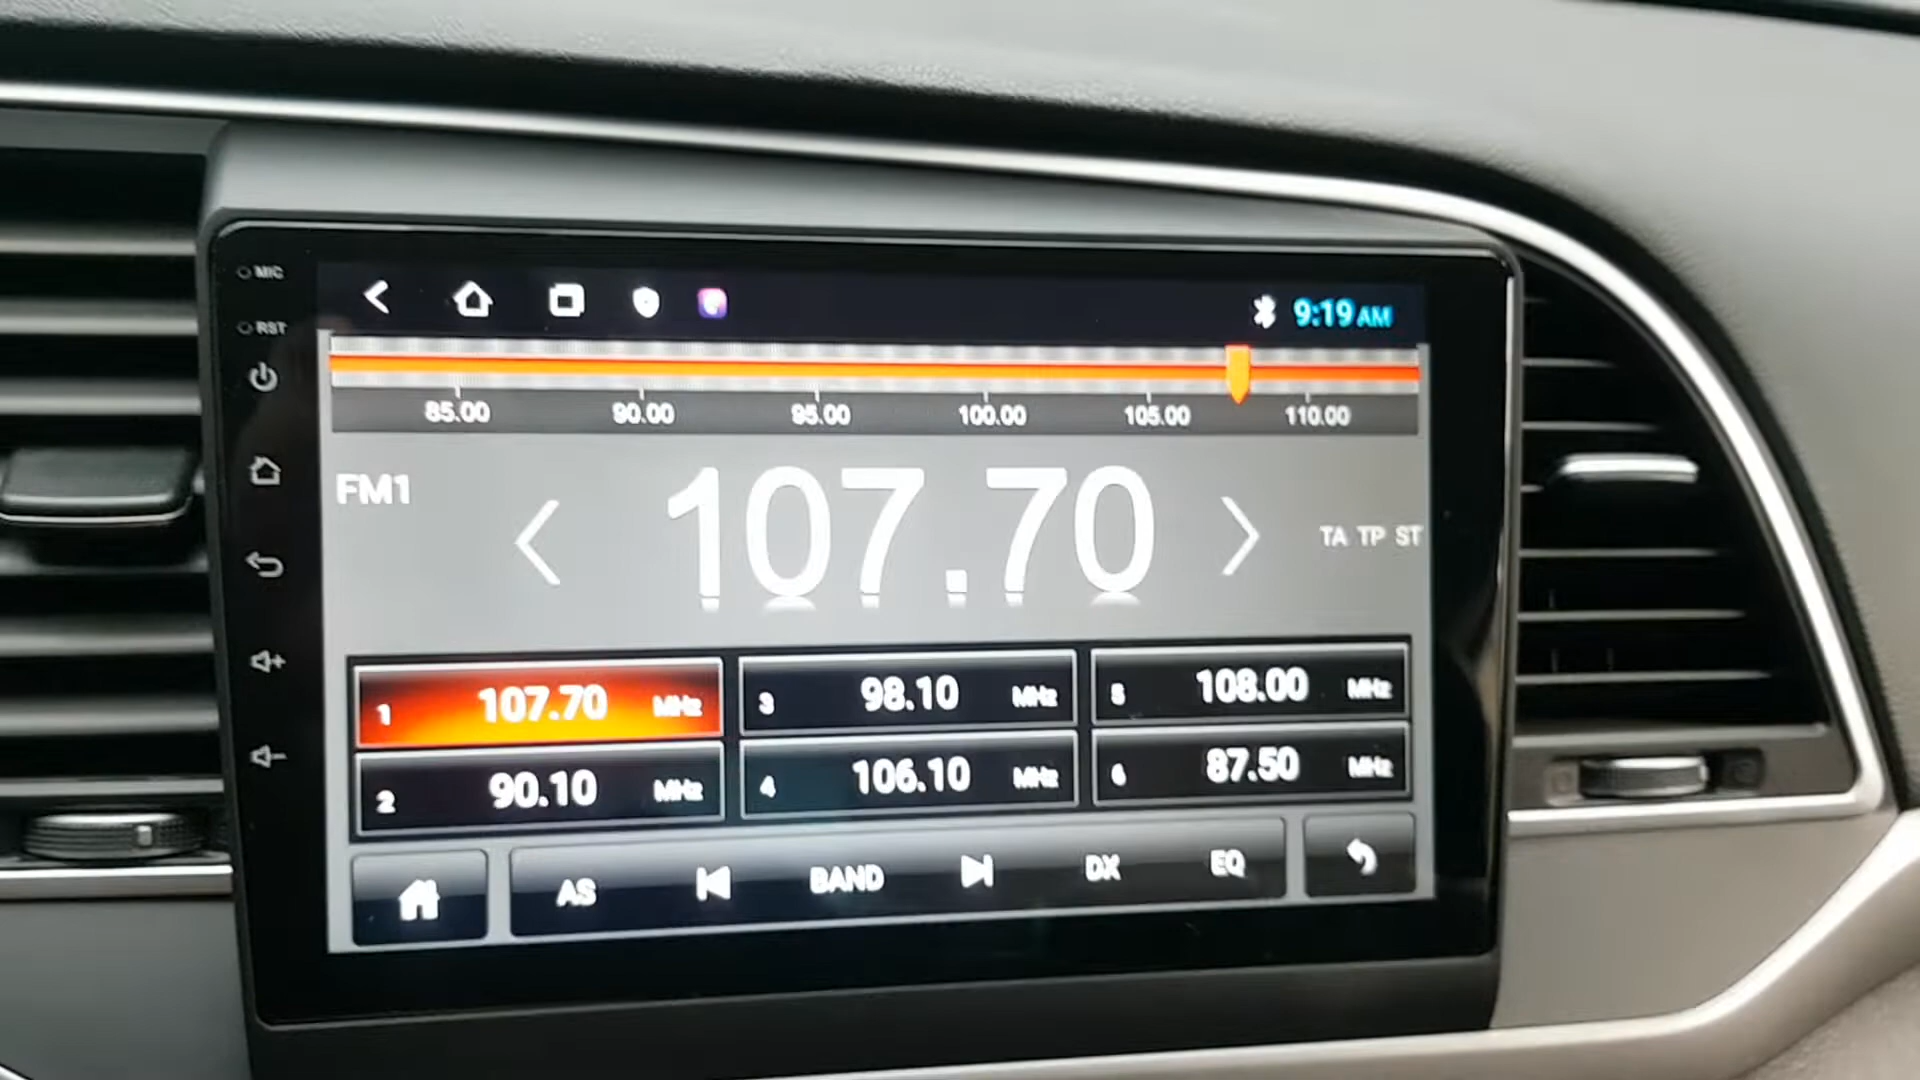 MIC
RST
9:19 AM
85.00 90.00 95.00 100.00 105.00 110.00
FM1
107.70
TA TP ST
1 107.70 MHz
3 98.10 MHz
5 108.00 MHz
2 90.10 MHz
4 106.10 MHz
6 87.50 MHz
AS BAND DX EQ